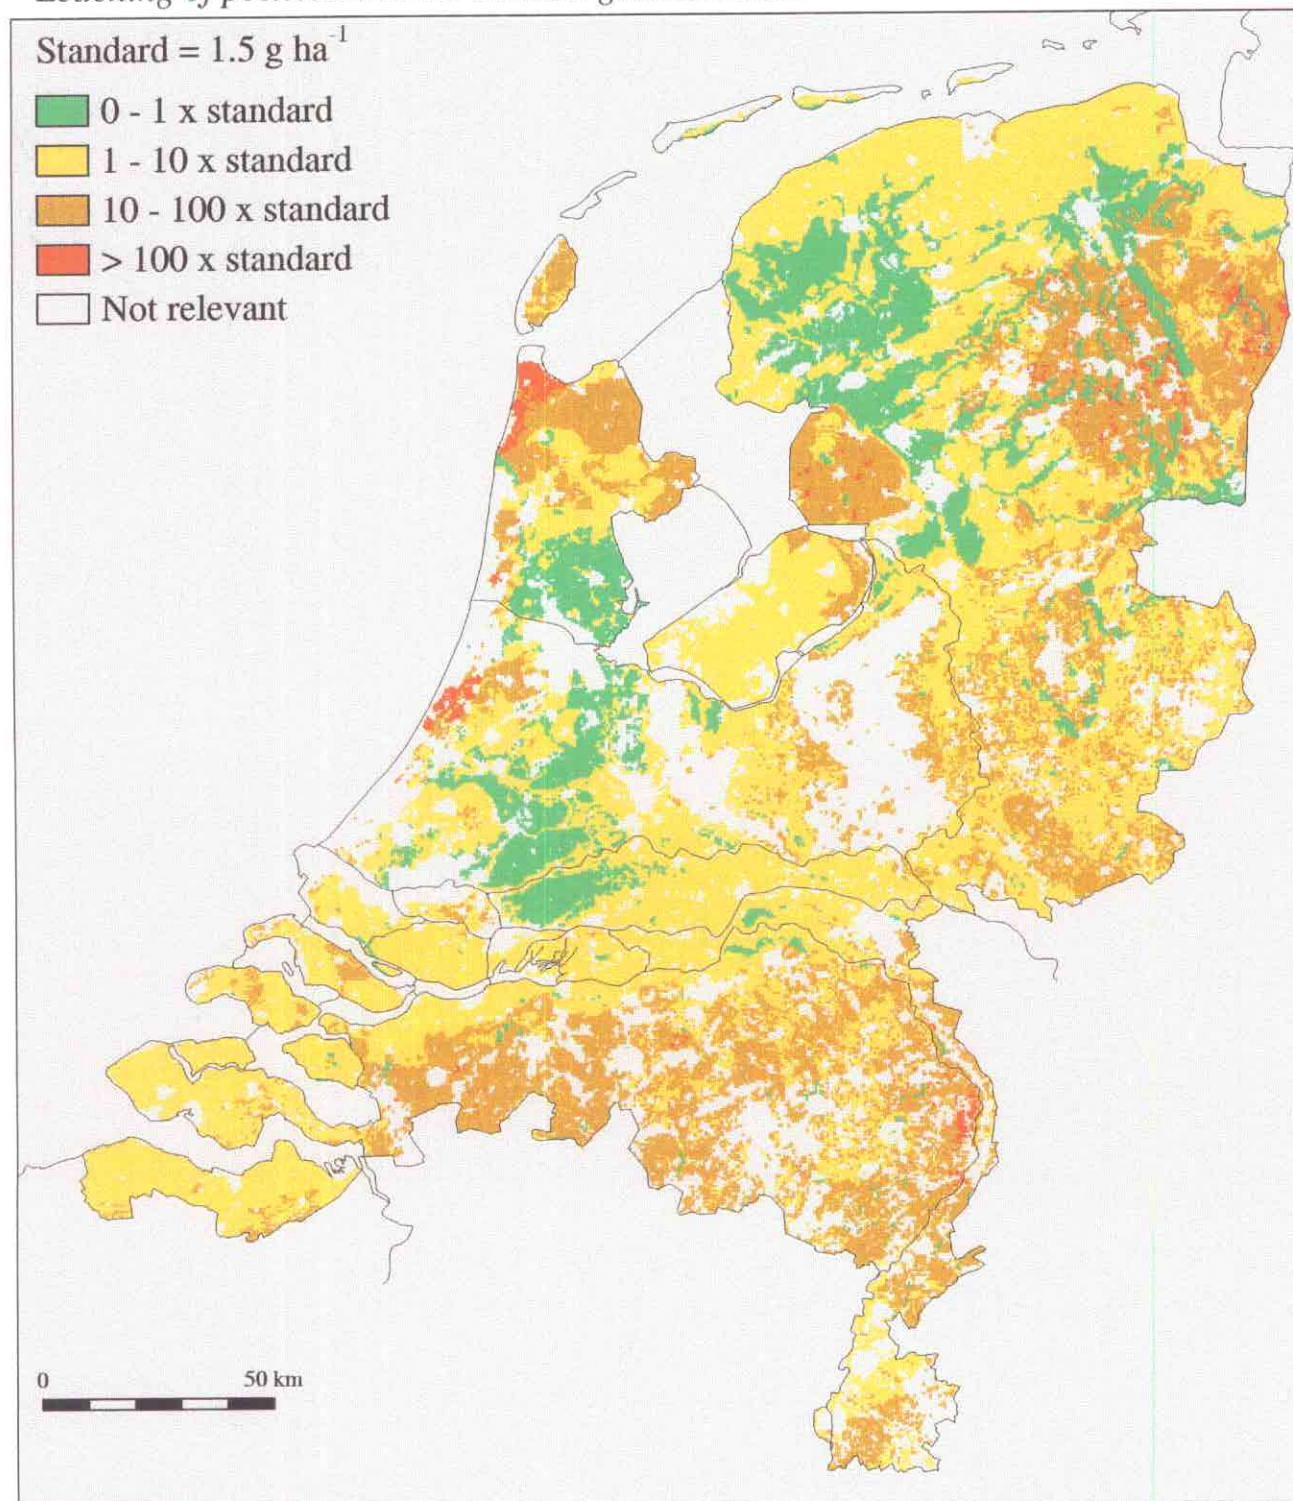 Standard = 1.5 g ha-1
0 - 1 x standard
1 - 10 x standard
10 - 100 x standard
> 100 x standard
Not relevant
0 50 km